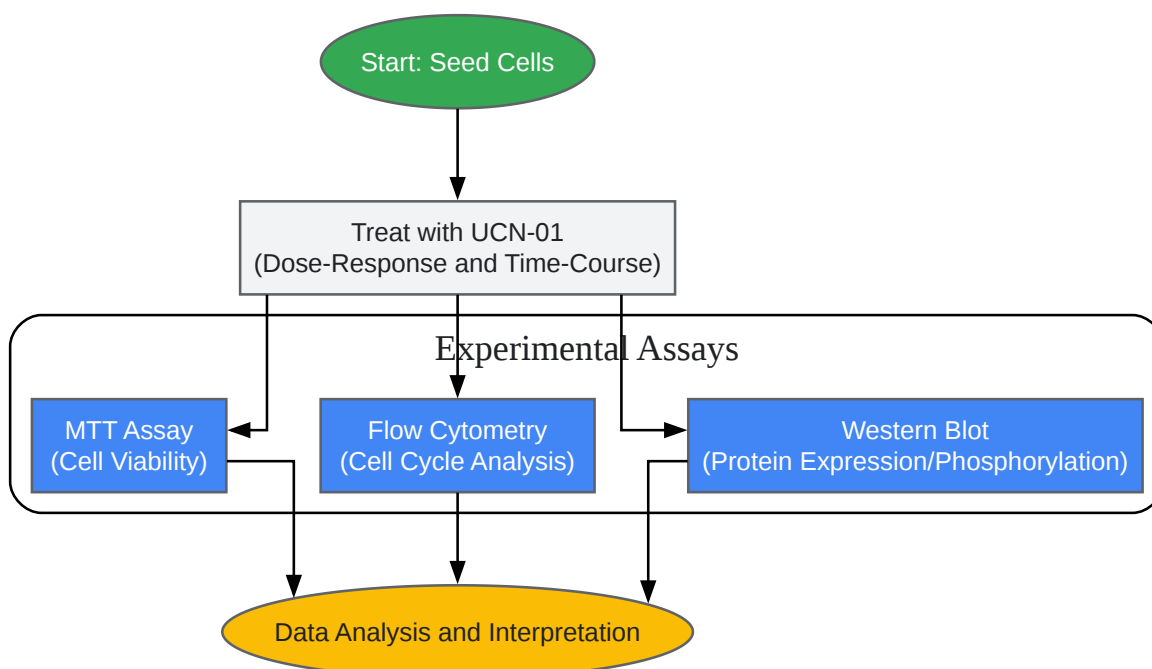 Start: Seed Cells
Treat with UCN-01
(Dose-Response and Time-Course)
Experimental Assays
MTT Assay
(Cell Viability)
Flow Cytometry
(Cell Cycle Analysis)
Western Blot
(Protein Expression/Phosphorylation)
Data Analysis and Interpretation